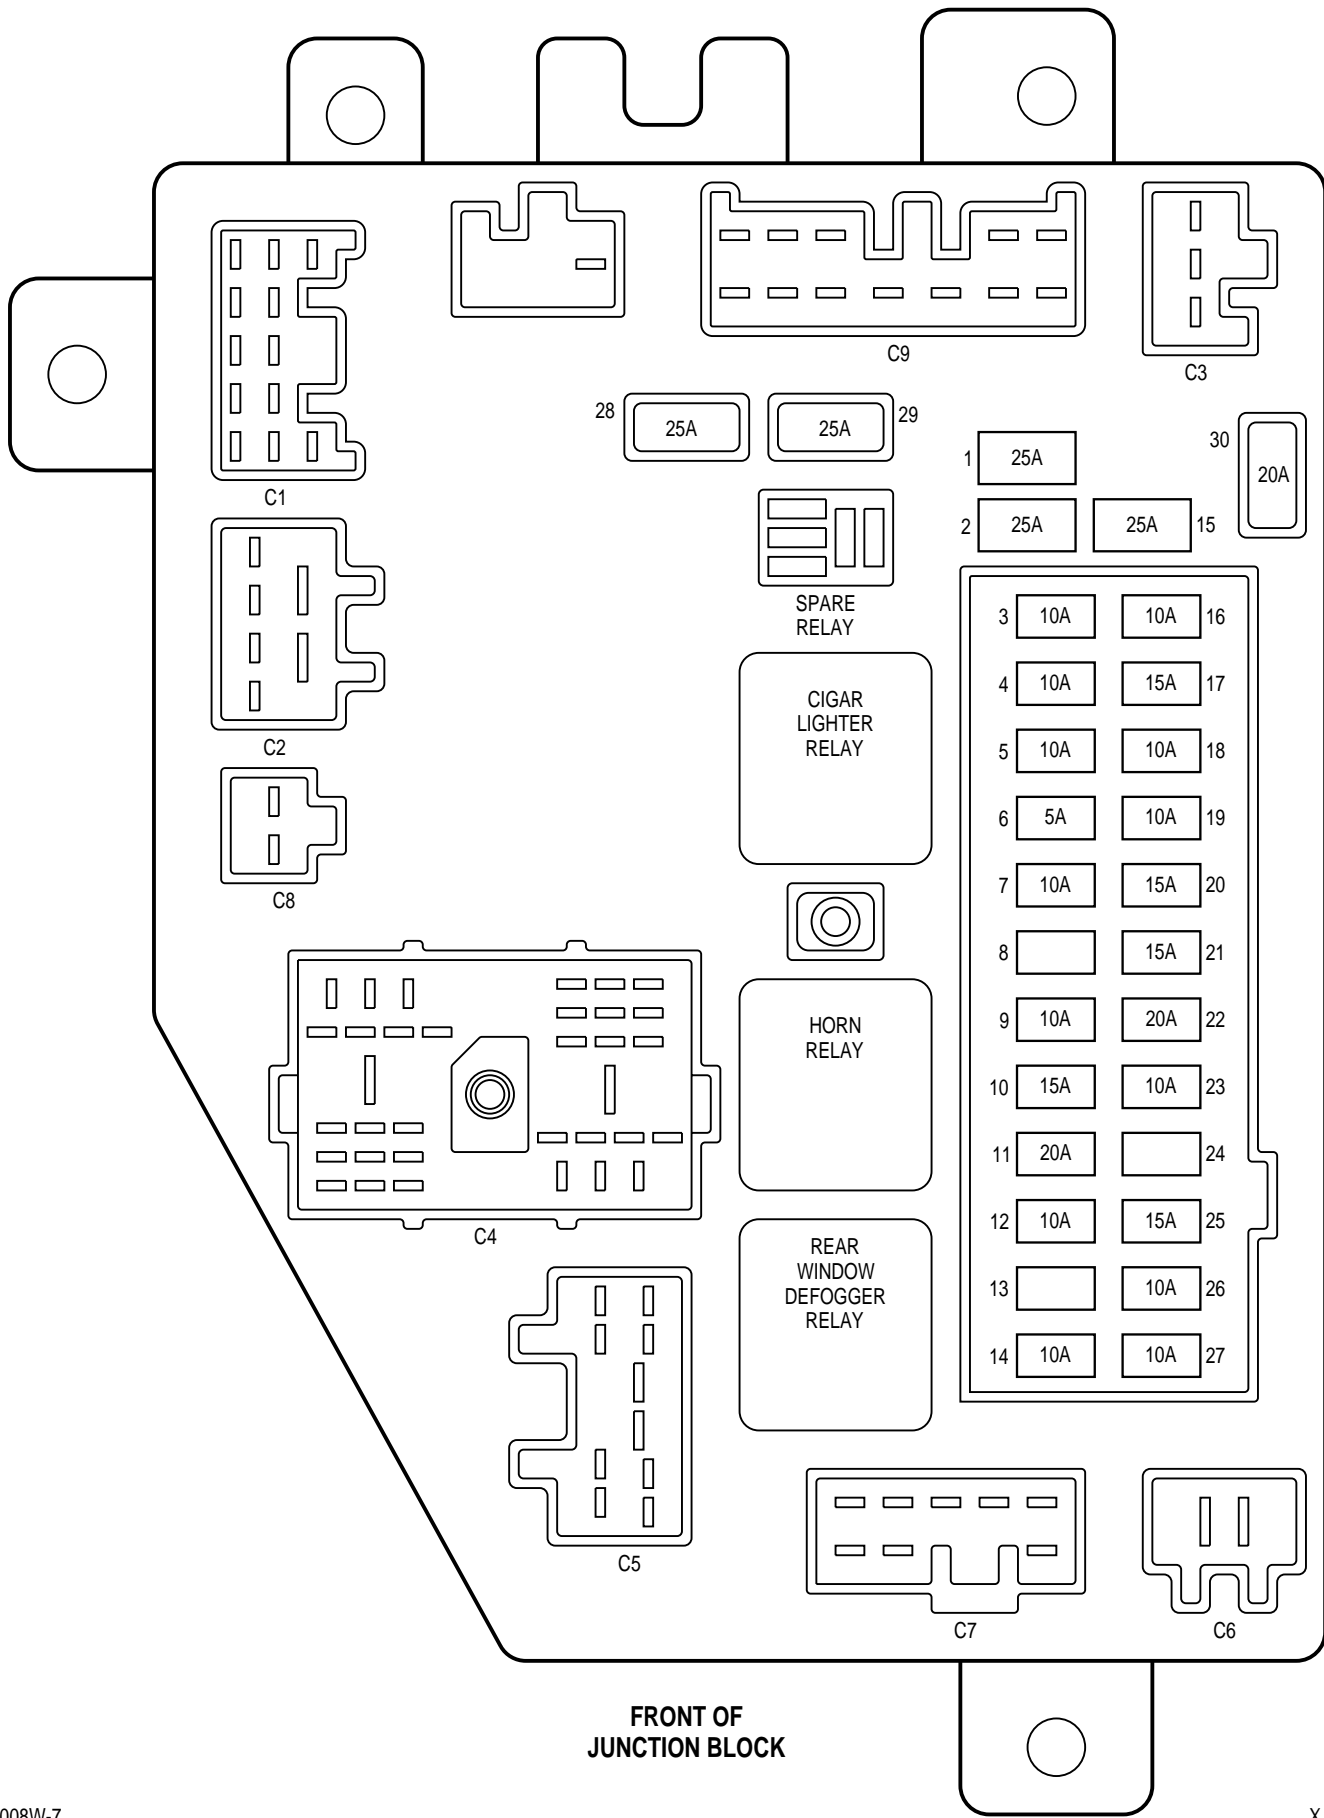 C9
C3
28 25A 25A 29
1 25A
30 20A
C1
2 25A 25A 15
SPARE
RELAY
3 10A 10A 16
4 10A 15A 17
CIGAR
LIGHTER
RELAY
C2
5 10A 10A 18
6 5A 10A 19
7 10A 15A 20
C8
8 15A 21
9 10A 20A 22
HORN
RELAY
10 15A 10A 23
11 20A 24
12 10A 15A 25
C4
REAR
WINDOW
DEFOGGER
RELAY
13 10A 26
14 10A 10A 27
C5
C7
C6
FRONT OF
JUNCTION BLOCK
008W-7
X